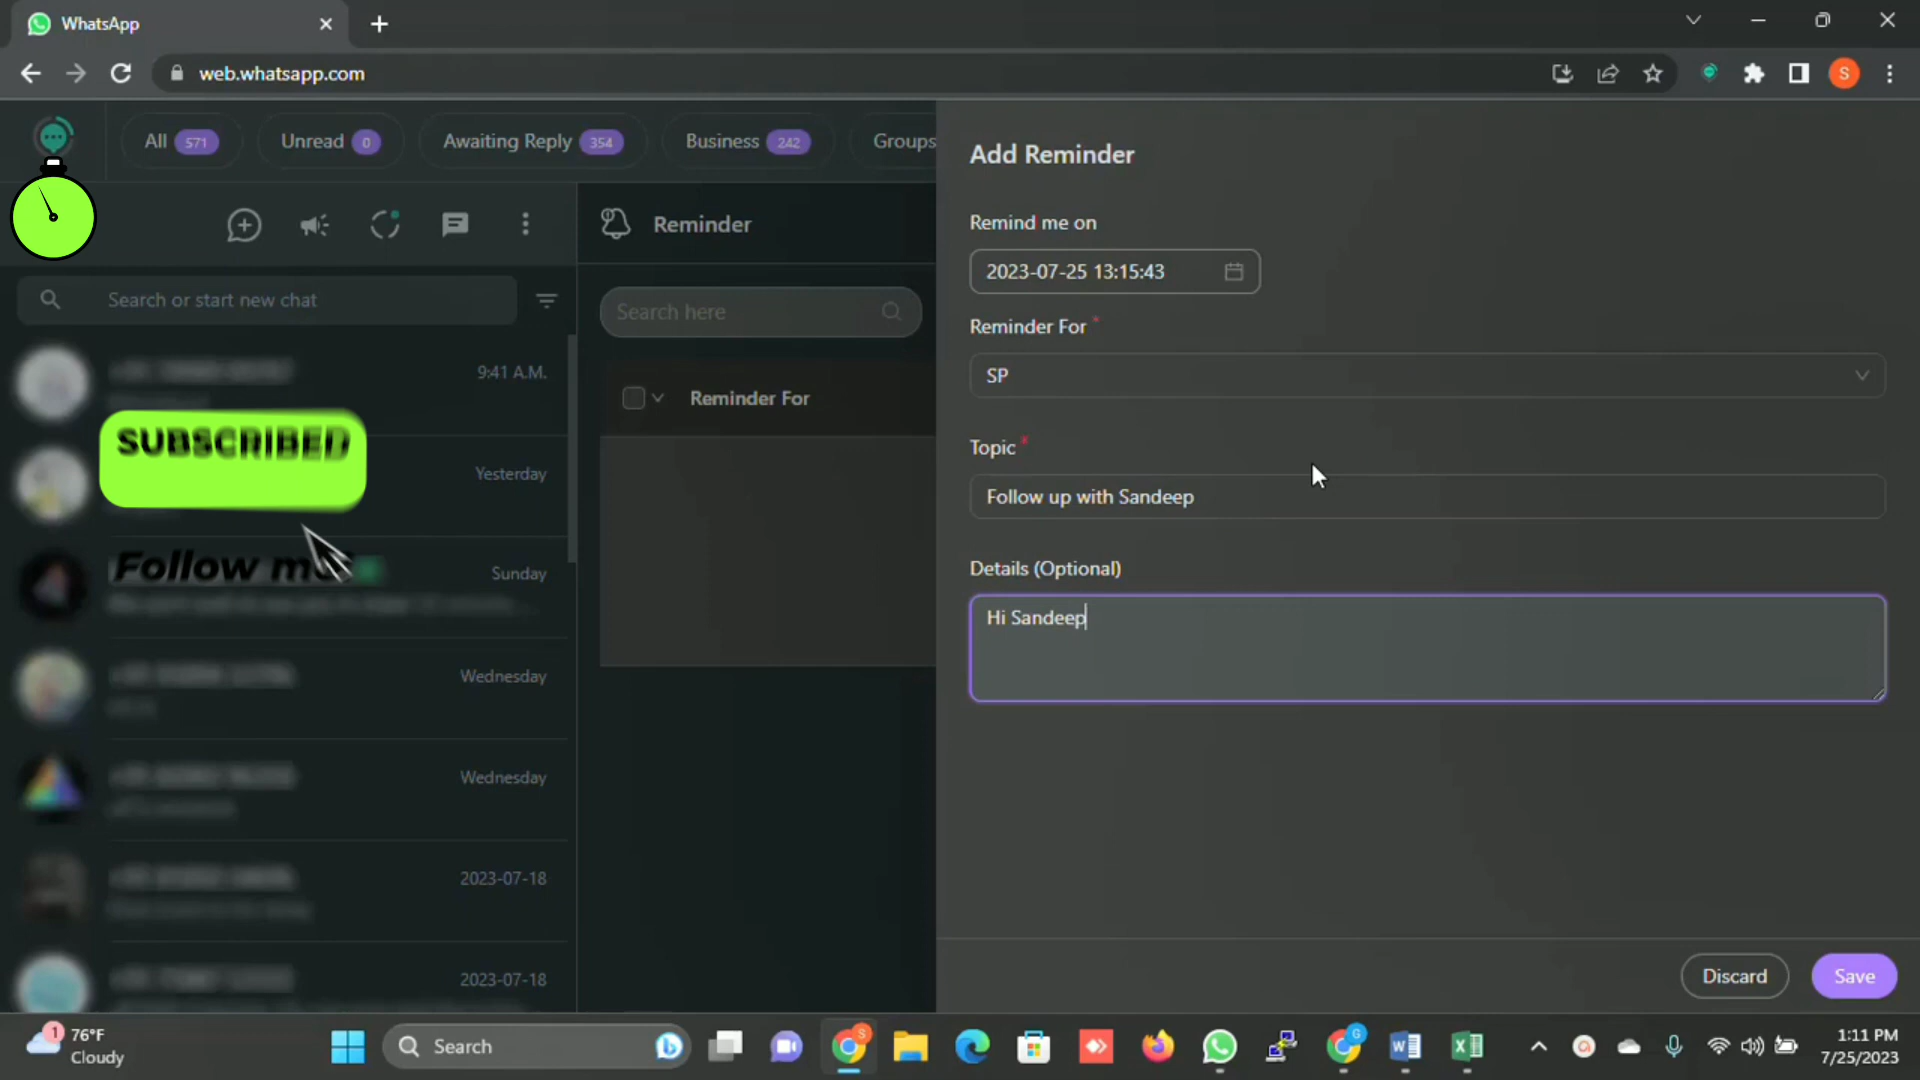 WhatsApp
web.whatsapp.com
S
All 571
Unread 0
Awaiting Reply 354
Business 242
Groups
Search or start new chat
9:41 A.M.
SUBSCRIBED
Yesterday
Follow me
Sunday
Wednesday
Wednesday
2023-07-18
2023-07-18
Reminder
Search here
Reminder For
Add Reminder
Remind me on
2023-07-25 13:15:43
Reminder For *
SP
Topic *
Follow up with Sandeep
Details (Optional)
Hi Sandeep
Discard
Save
1
76°F
Cloudy
Search
S
G
1:11 PM
7/25/2023